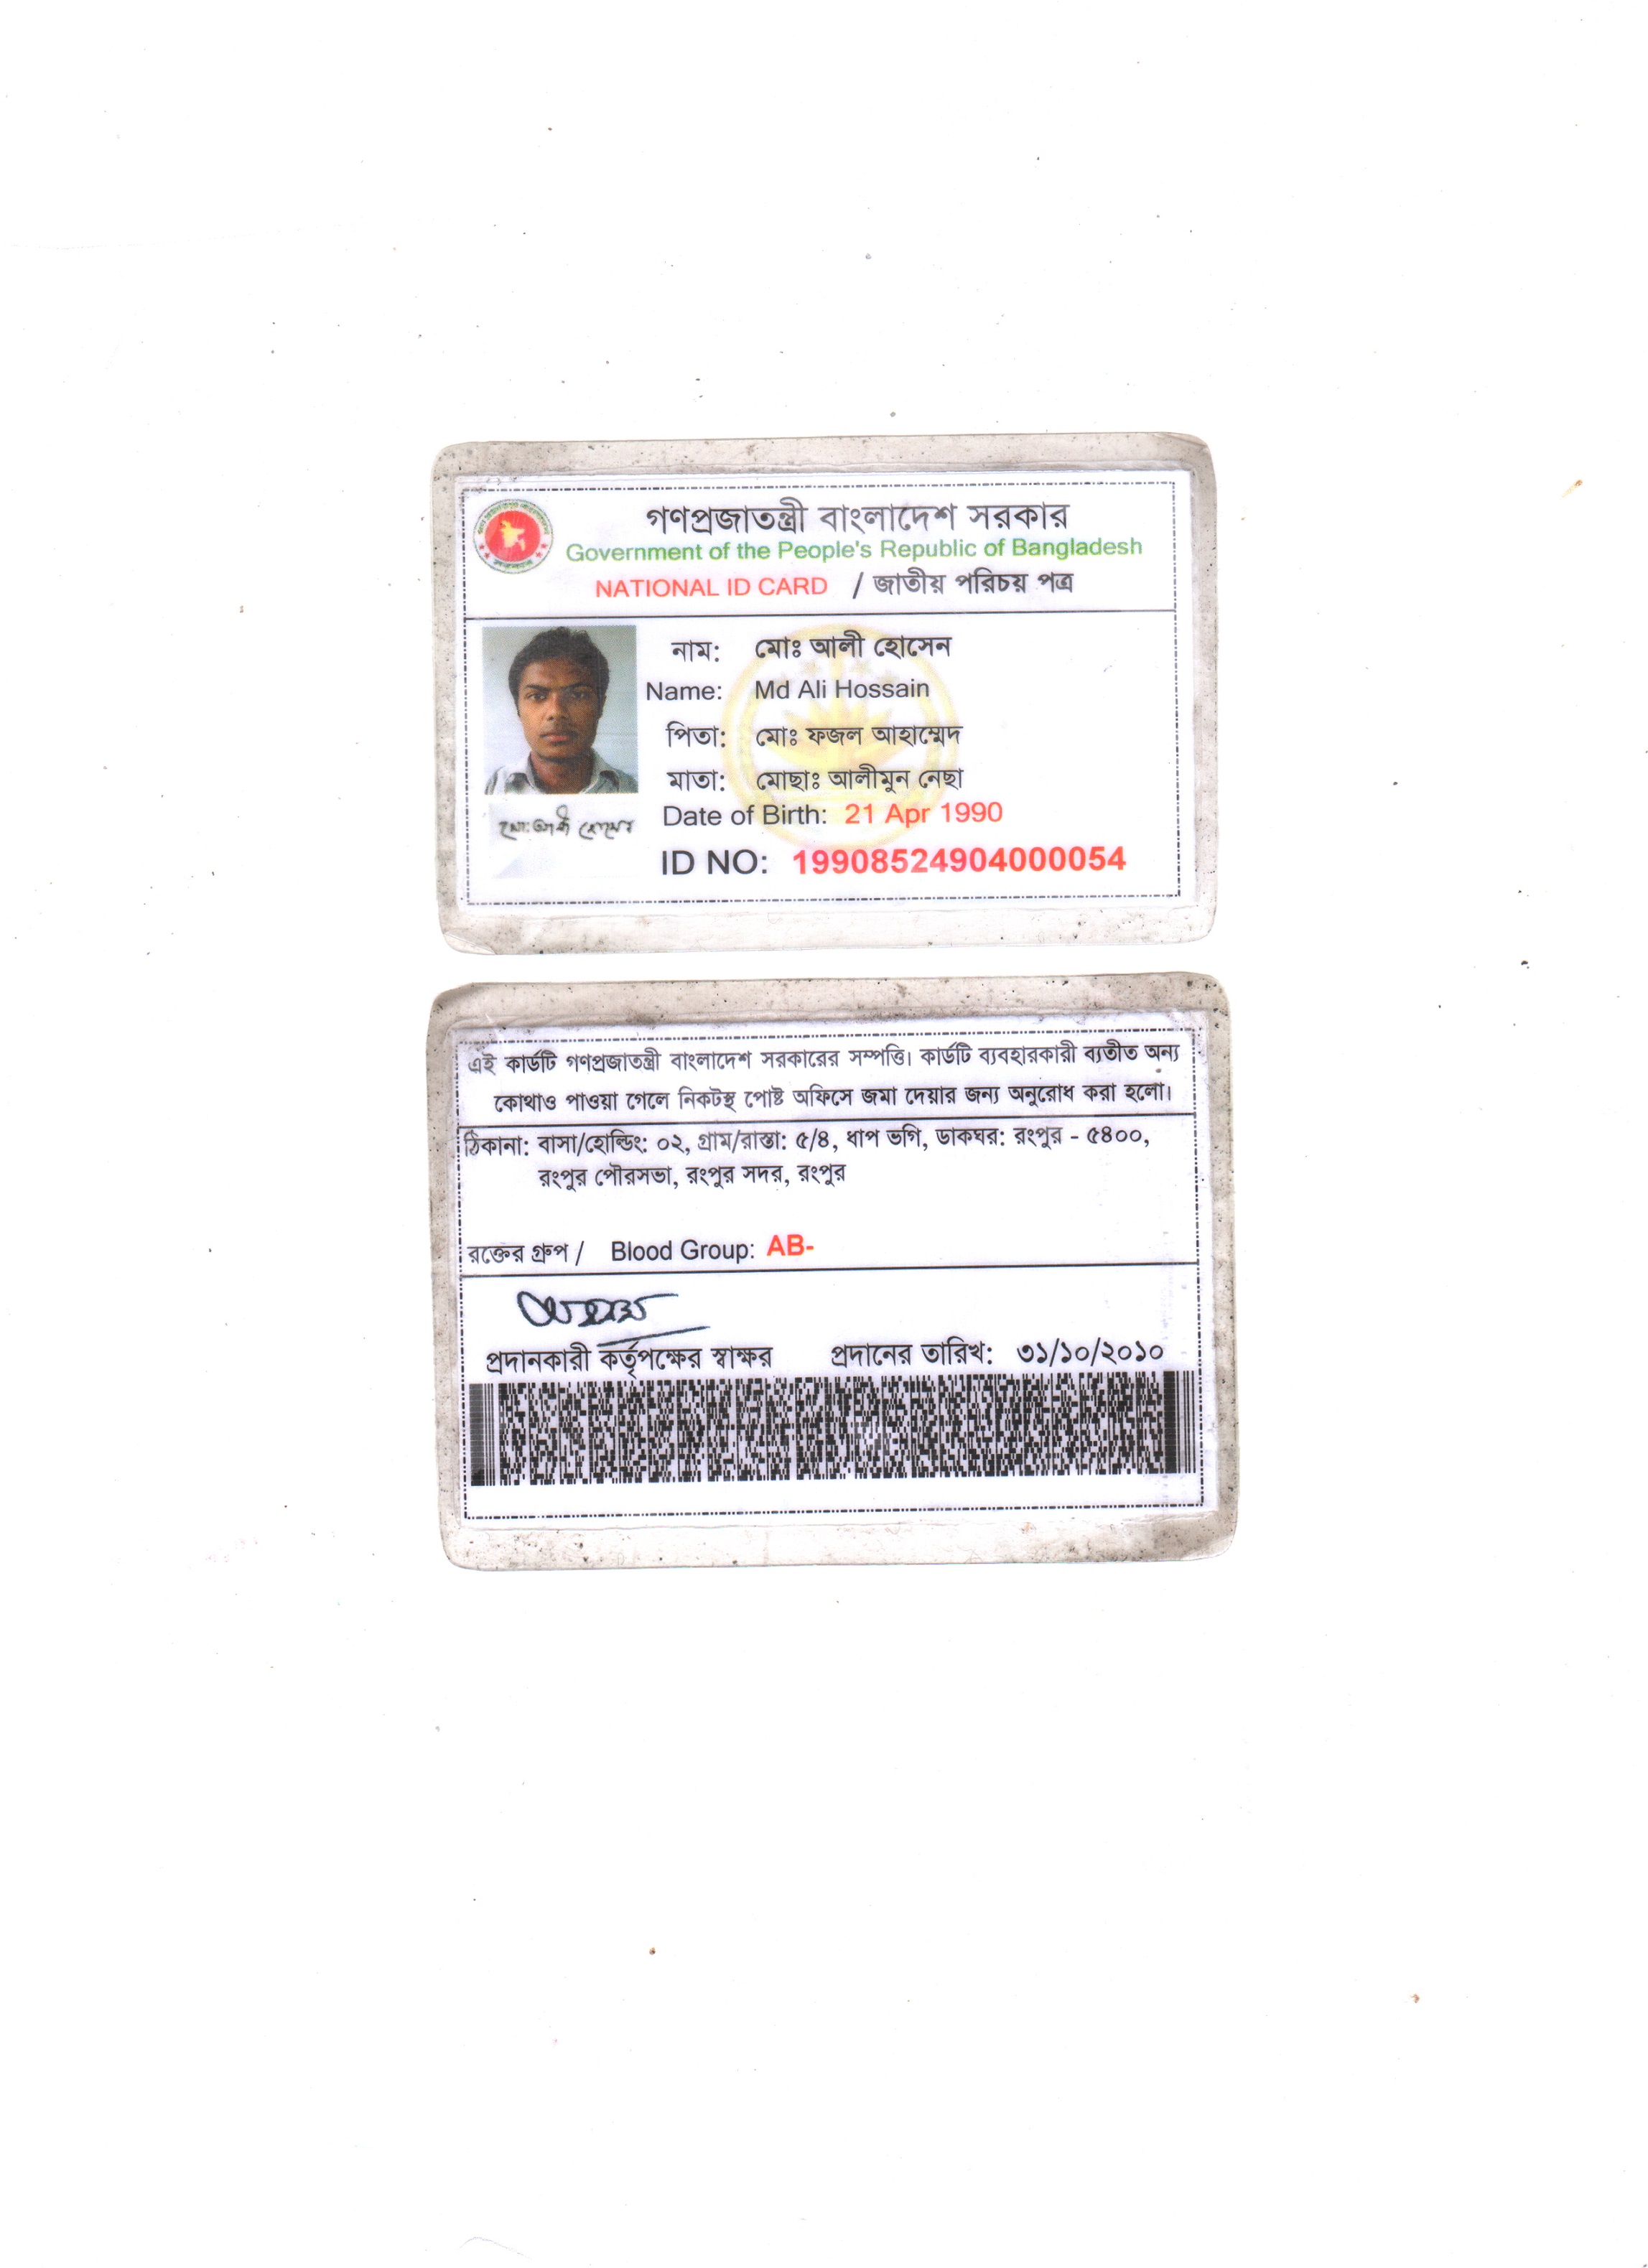 গণপ্রজাতন্ত্রী বাংলাদেশ সরকার
Government of the People's Republic of Bangladesh
NATIONAL ID CARD / জাতীয় পরিচয় পত্র
নাম: মোঃ আলী হোসেন
Name: Md Ali Hossain
পিতা: মোঃ ফজল আহাম্মেদ
মাতা: মোছাঃ আলীমুন নেছা
Date of Birth: 21 Apr 1990
মোঃ আলী হোসেন
ID NO: 19908524904000054
এই কার্ডটি গণপ্রজাতন্ত্রী বাংলাদেশ সরকারের সম্পত্তি। কার্ডটি ব্যবহারকারী ব্যতীত অন্য
কোথাও পাওয়া গেলে নিকটস্থ পোষ্ট অফিসে জমা দেয়ার জন্য অনুরোধ করা হলো।
ঠিকানা: বাসা/হোল্ডিং: ০২, গ্রাম/রাস্তা: ৫/৪, ধাপ ভগি, ডাকঘর: রংপুর - ৫৪০০,
রংপুর পৌরসভা, রংপুর সদর, রংপুর
রক্তের গ্রুপ / Blood Group: AB-
প্রদানকারী কর্তৃপক্ষের স্বাক্ষর প্রদানের তারিখ: ৩১/১০/২০১০